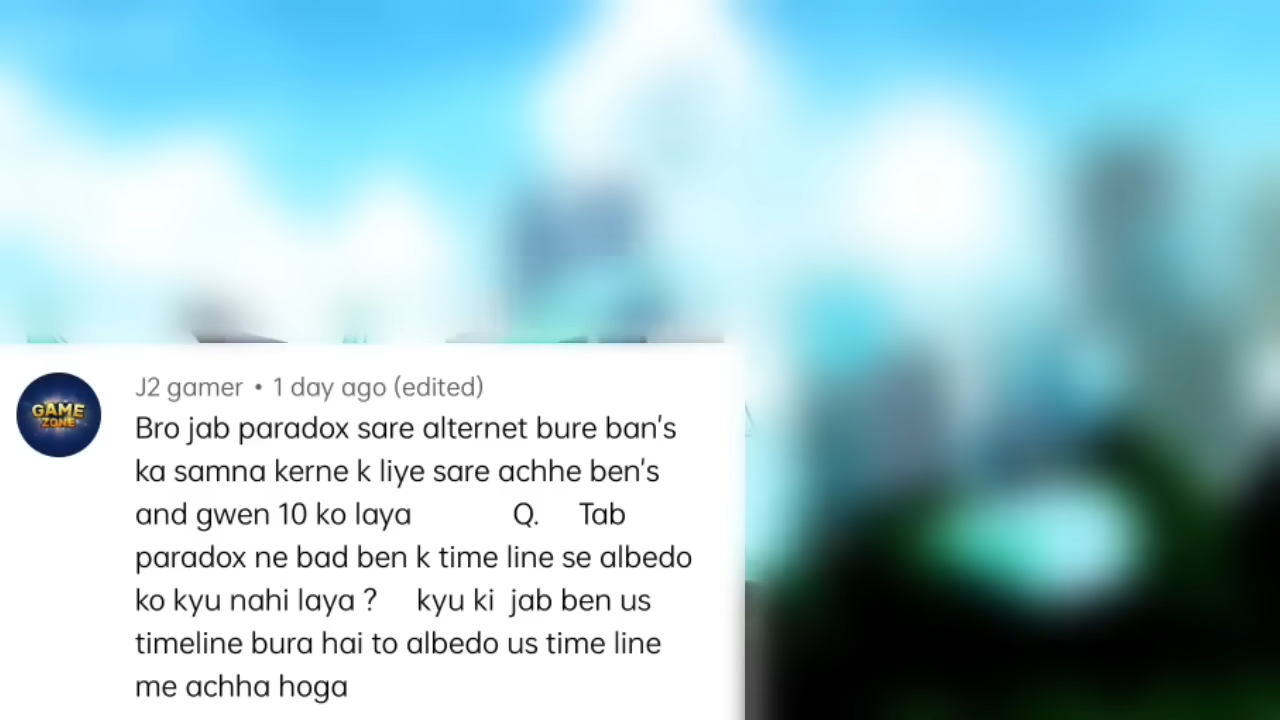 GAME
ZONE
J2 gamer • 1 day ago (edited)
Bro jab paradox sare alternet bure ban's
ka samna kerne k liye sare achhe ben's
and gwen 10 ko laya Q. Tab
paradox ne bad ben k time line se albedo
ko kyu nahi laya ? kyu ki jab ben us
timeline bura hai to albedo us time line
me achha hoga